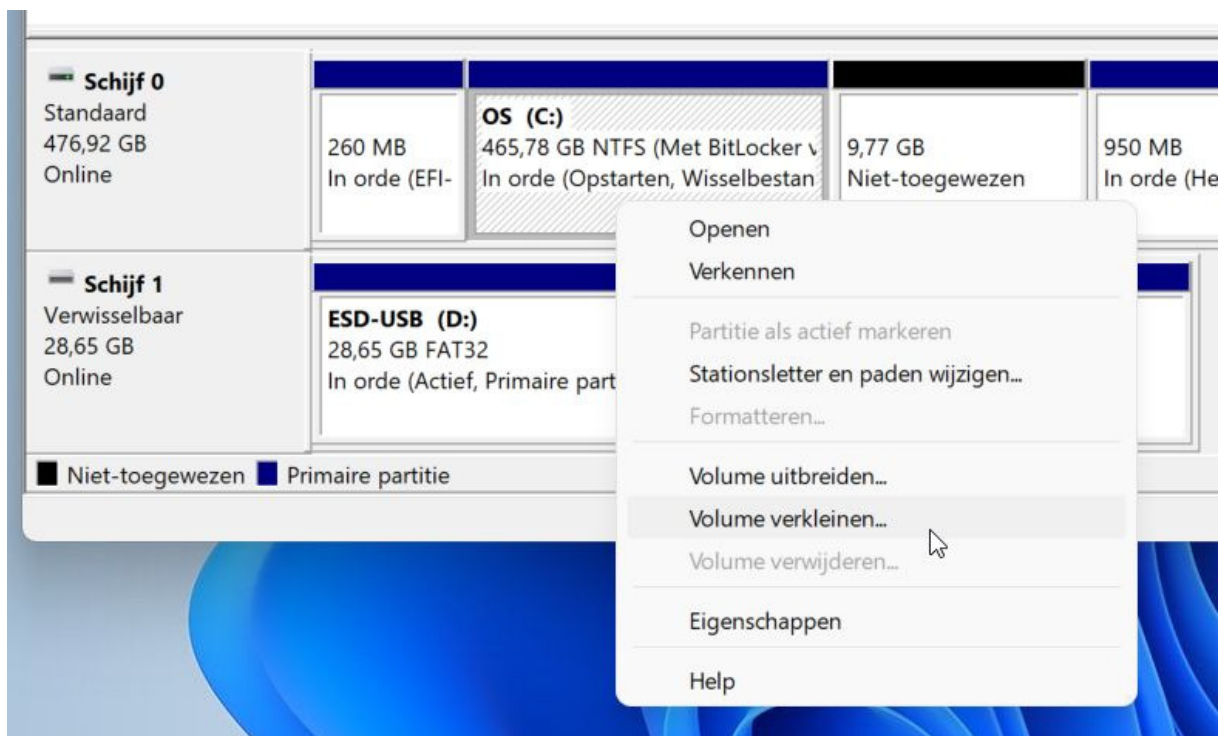 Schijf 0
Standaard
476,92 GB
Online
260 MB
In orde (EFI-
OS (C:)
465,78 GB NTFS (Met BitLocker v
In orde (Opstarten, Wisselbestan
9,77 GB
Niet-toegewezen
950 MB
In orde (He
Schijf 1
Verwisselbaar
28,65 GB
Online
ESD-USB (D:)
28,65 GB FAT32
In orde (Actief, Primaire part
Niet-toegewezen Primaire partitie
Openen
Verkennen
Partitie als actief markeren
Stationsletter en paden wijzigen...
Formatteren...
Volume uitbreiden...
Volume verkleinen...
Volume verwijderen...
Eigenschappen
Help